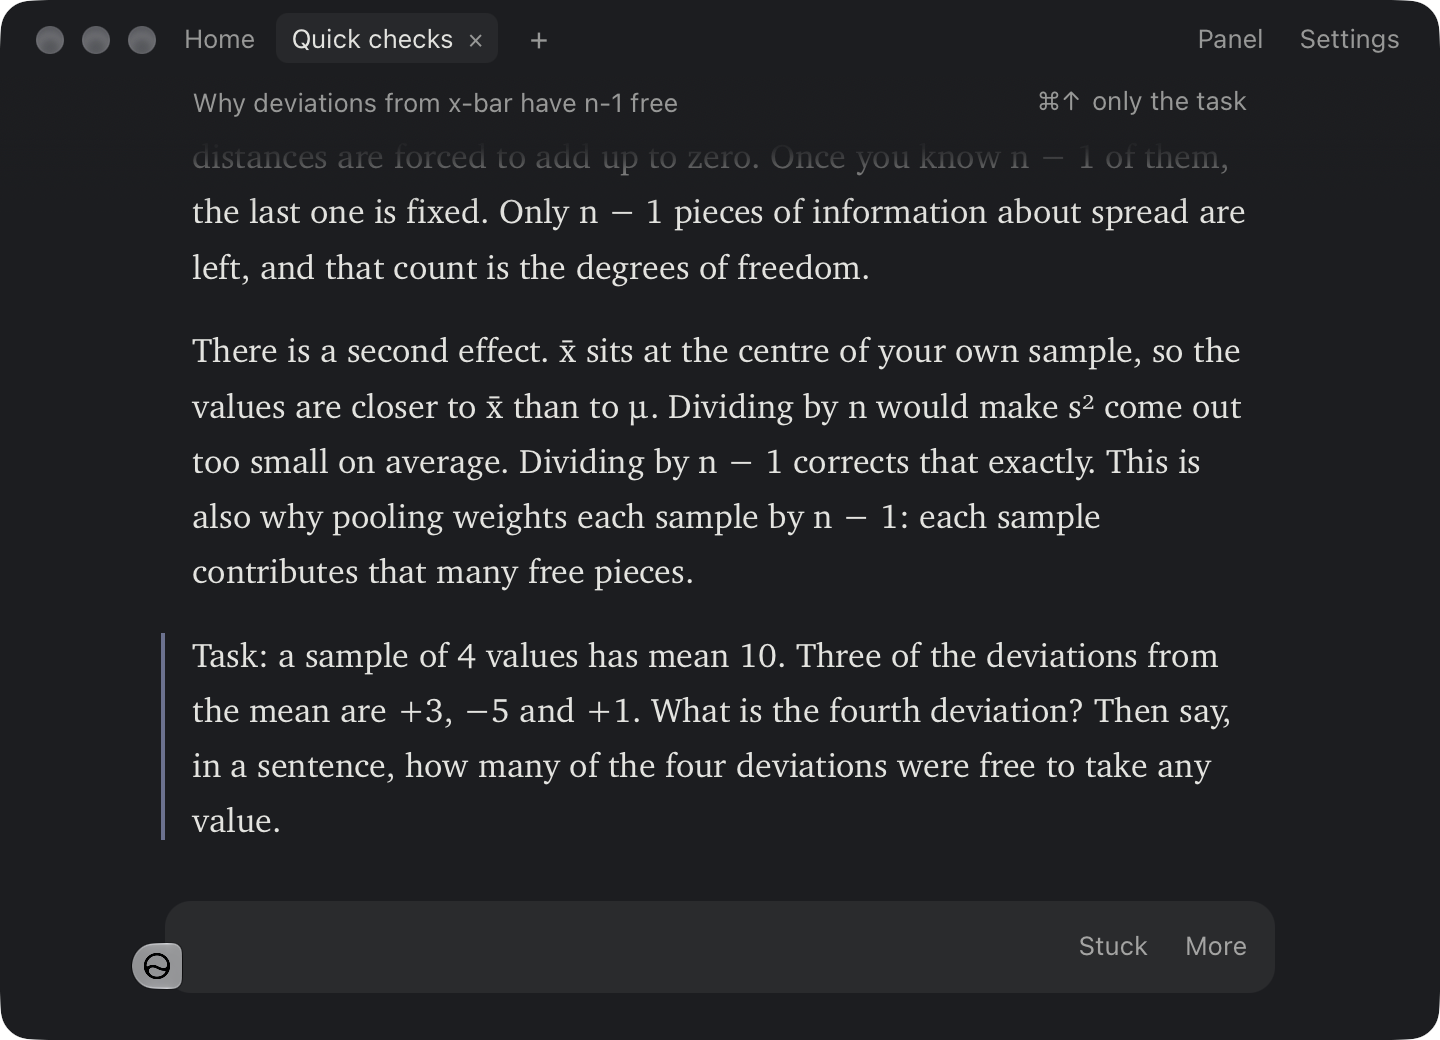 Home
Quick checks ×
+
Panel
Settings
Why deviations from x-bar have n-1 free
⌘↑ only the task
distances are forced to add up to zero. Once you know n − 1 of them,
the last one is fixed. Only n − 1 pieces of information about spread are
left, and that count is the degrees of freedom.
There is a second effect. x̄ sits at the centre of your own sample, so the
values are closer to x̄ than to μ. Dividing by n would make s² come out
too small on average. Dividing by n − 1 corrects that exactly. This is
also why pooling weights each sample by n − 1: each sample
contributes that many free pieces.
Task: a sample of 4 values has mean 10. Three of the deviations from
the mean are +3, −5 and +1. What is the fourth deviation? Then say,
in a sentence, how many of the four deviations were free to take any
value.
Stuck
More